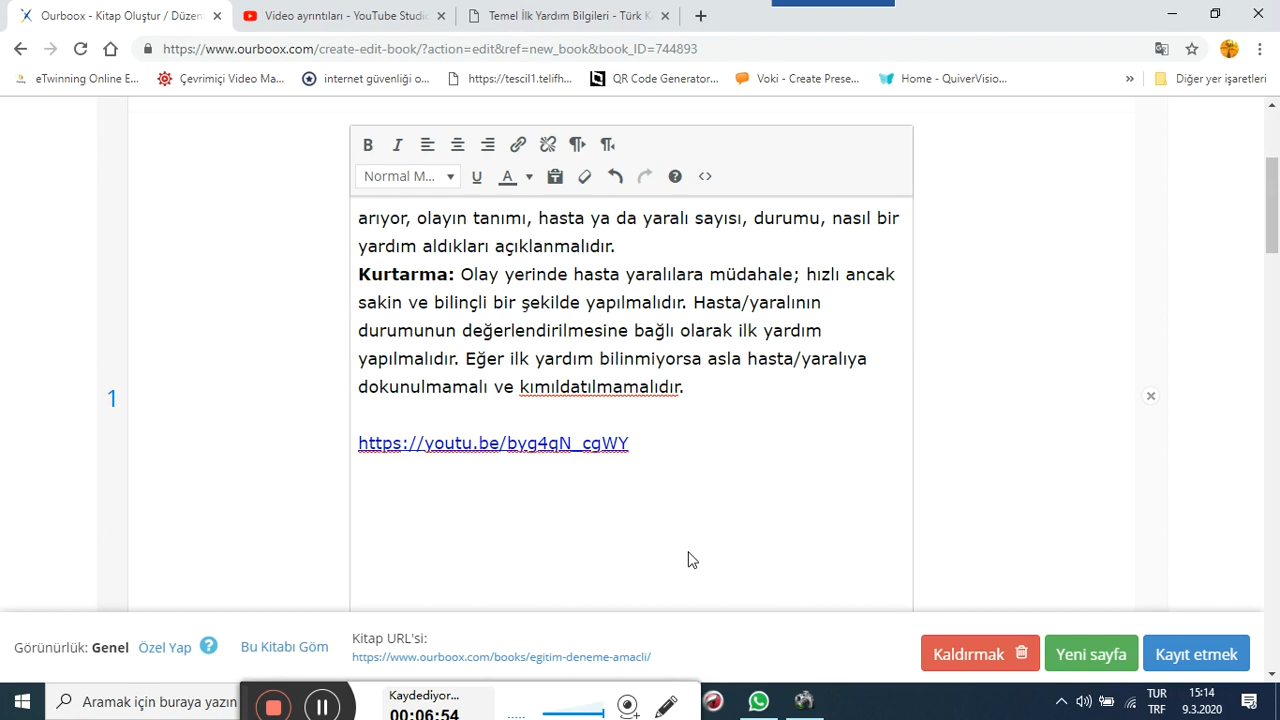 Ourboox - Kitap Oluştur / Düzen
Video ayrıntıları - YouTube Studio
Temel İlk Yardım Bilgileri - Türk K
https://www.ourboox.com/create-edit-book/?action=edit&ref=new_book&book_ID=744893
eTwinning Online E...
Çevrimiçi Video Ma...
internet güvenliği o...
https://tescil1.telifh...
QR Code Generator...
Voki - Create Prese...
Home - QuiverVisio...
»
Diğer yer işaretleri
B I
Normal M... U A ? <>
arıyor, olayın tanımı, hasta ya da yaralı sayısı, durumu, nasıl bir
yardım aldıkları açıklanmalıdır.
Kurtarma: Olay yerinde hasta yaralılara müdahale; hızlı ancak
sakin ve bilinçli bir şekilde yapılmalıdır. Hasta/yaralının
durumunun değerlendirilmesine bağlı olarak ilk yardım
yapılmalıdır. Eğer ilk yardım bilinmiyorsa asla hasta/yaralıya
dokunulmamalı ve kımıldatılmamalıdır.
1
https://youtu.be/byg4qN_cgWY
Görünürlük: Genel Özel Yap ? Bu Kitabı Göm
Kitap URL'si:
https://www.ourboox.com/books/egitim-deneme-amacli/
Kaldırmak
Yeni sayfa
Kayıt etmek
Aramak için buraya yazın
Kaydediyor...
00:06:54
TUR
TRF
15:14
9.3.2020